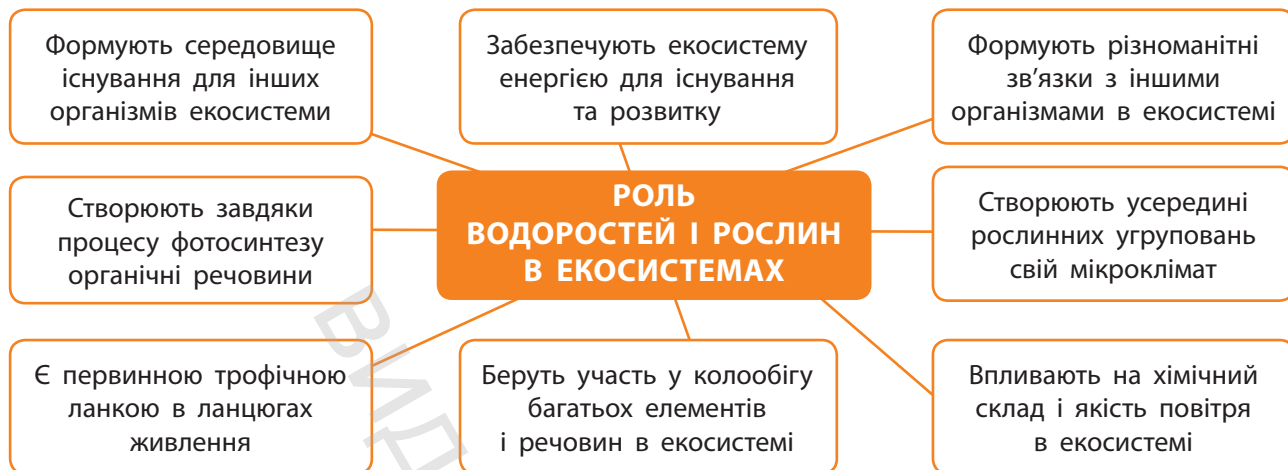 Формують середовище
існування для інших
організмів екосистеми
Забезпечують екосистему
енергією для існування
та розвитку
Формують різноманітні
зв'язки з іншими
організмами в екосистемі
Створюють завдяки
процесу фотосинтезу
органічні речовини
РОЛЬ
ВОДОРОСТЕЙ І РОСЛИН
В ЕКОСИСТЕМАХ
Створюють усередині
рослинних угруповань
свій мікроклімат
Є первинною трофічною
ланкою в ланцюгах
живлення
Беруть участь у колообігу
багатьох елементів
і речовин в екосистемі
Впливають на хімічний
склад і якість повітря
в екосистемі